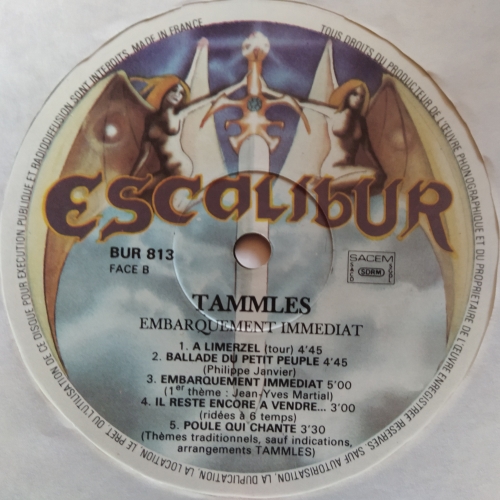 TOUS DROITS DU PRODUCTEUR DE L'ŒUVRE PHONOGRAPHIQUE ET DU PROPRIETAIRE DE L'ŒUVRE ENREGISTREE RESERVES. SAUF AUTORISATION, LA DUPLICATION, LA LOCATION, LE PRET OU L'UTILISATION DE CE DISQUE POUR EXECUTION PUBLIQUE ET RADIODIFFUSION SONT INTERDITS. MADE IN FRANCE
ESCALIBUR
BUR 813
FACE B
SACEM
SDRM
TAMMLES
EMBARQUEMENT IMMEDIAT
1. A LIMERZEL (tour) 4'45
2. BALLADE DU PETIT PEUPLE 4'45
(Philippe Janvier)
3. EMBARQUEMENT IMMEDIAT 5'00
(1er thème : Jean-Yves Martial)
4. IL RESTE ENCORE A VENDRE... 3'00
(ridées à 6 temps)
5. POULE QUI CHANTE 3'30
(Thèmes traditionnels, sauf indications,
arrangements TAMMLES)